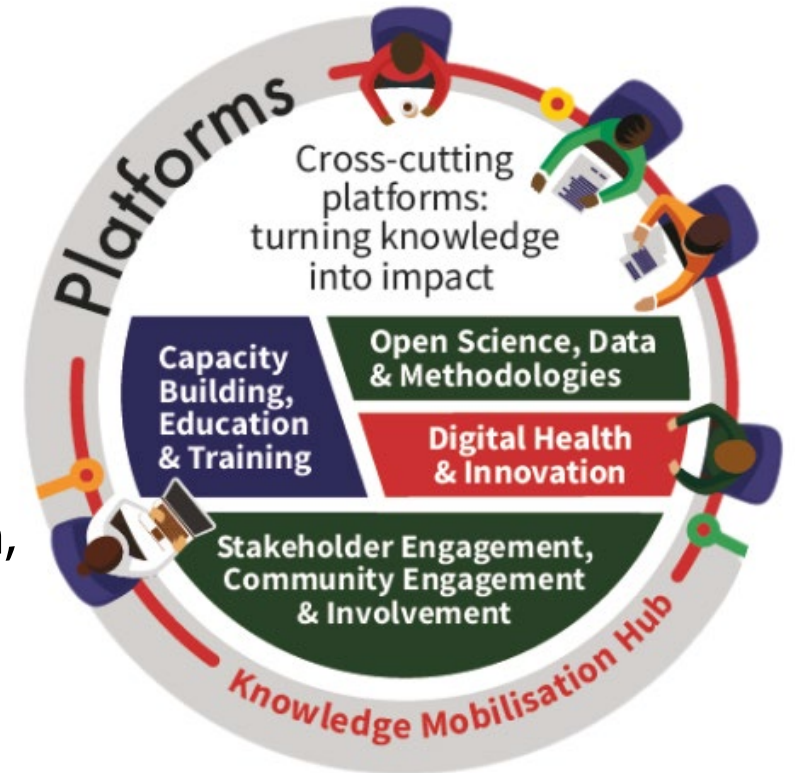 Platforms
Cross-cutting
platforms:
turning knowledge
into impact
Capacity
Building,
Education
& Training
Open Science, Data
& Methodologies
Digital Health
& Innovation
Stakeholder Engagement,
Community Engagement
& Involvement
Knowledge Mobilisation Hub